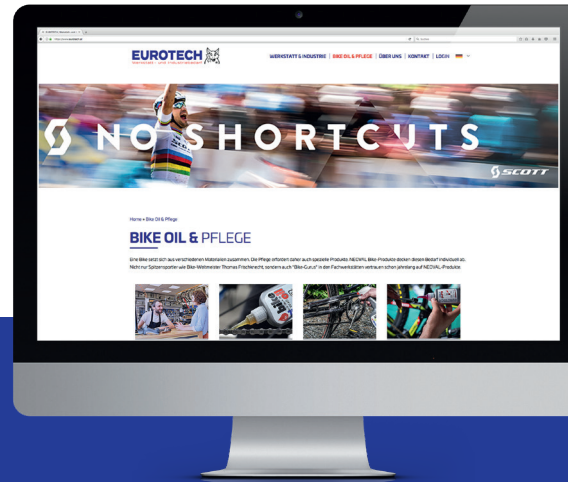 EUROTECH
WERKSTATT & INDUSTRIE | BIKE OIL & PFLEGE | ÜBER UNS | KONTAKT | LOGIN
NO SHORTCUTS
SCOTT
Home » Bike Oil & Pflege
BIKE OIL & PFLEGE
Eine Bike setzt sich aus verschiedenen Materialien zusammen. Die Pflege erfordert daher auch spezielle Produkte. NEOVAL Bike-Produkte decken diesen Bedarf individuell ab.
Nicht nur Spitzensportler wie Bike-Weltmeister Thomas Frischknecht, sondern auch "Bike-Gurus" in den Fachwerkstätten vertrauen schon jahrelang auf NEOVAL-Produkte.